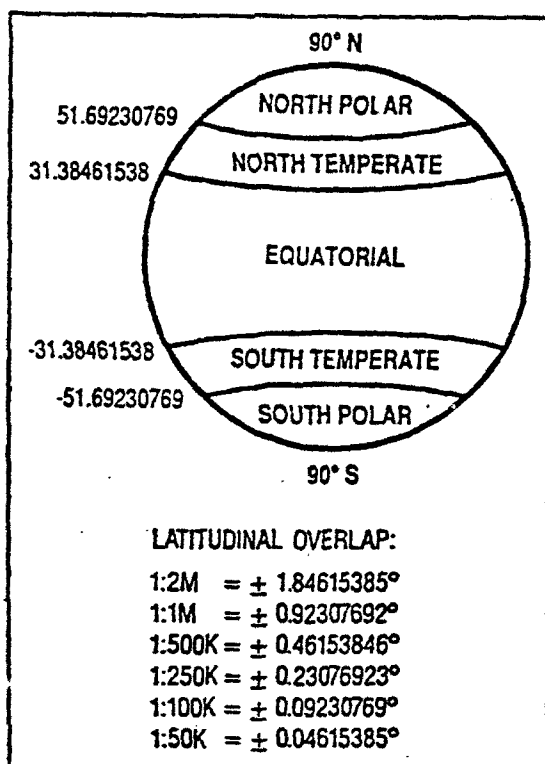 90° N
NORTH POLAR
51.69230769
NORTH TEMPERATE
31.38461538
EQUATORIAL
-31.38461538
SOUTH TEMPERATE
-51.69230769
SOUTH POLAR
90° S
LATITUDINAL OVERLAP:
1:2M = ± 1.84615385°
1:1M = ± 0.92307692°
1:500K = ± 0.46153846°
1:250K = ± 0.23076923°
1:100K = ± 0.09230769°
1:50K = ± 0.04615385°